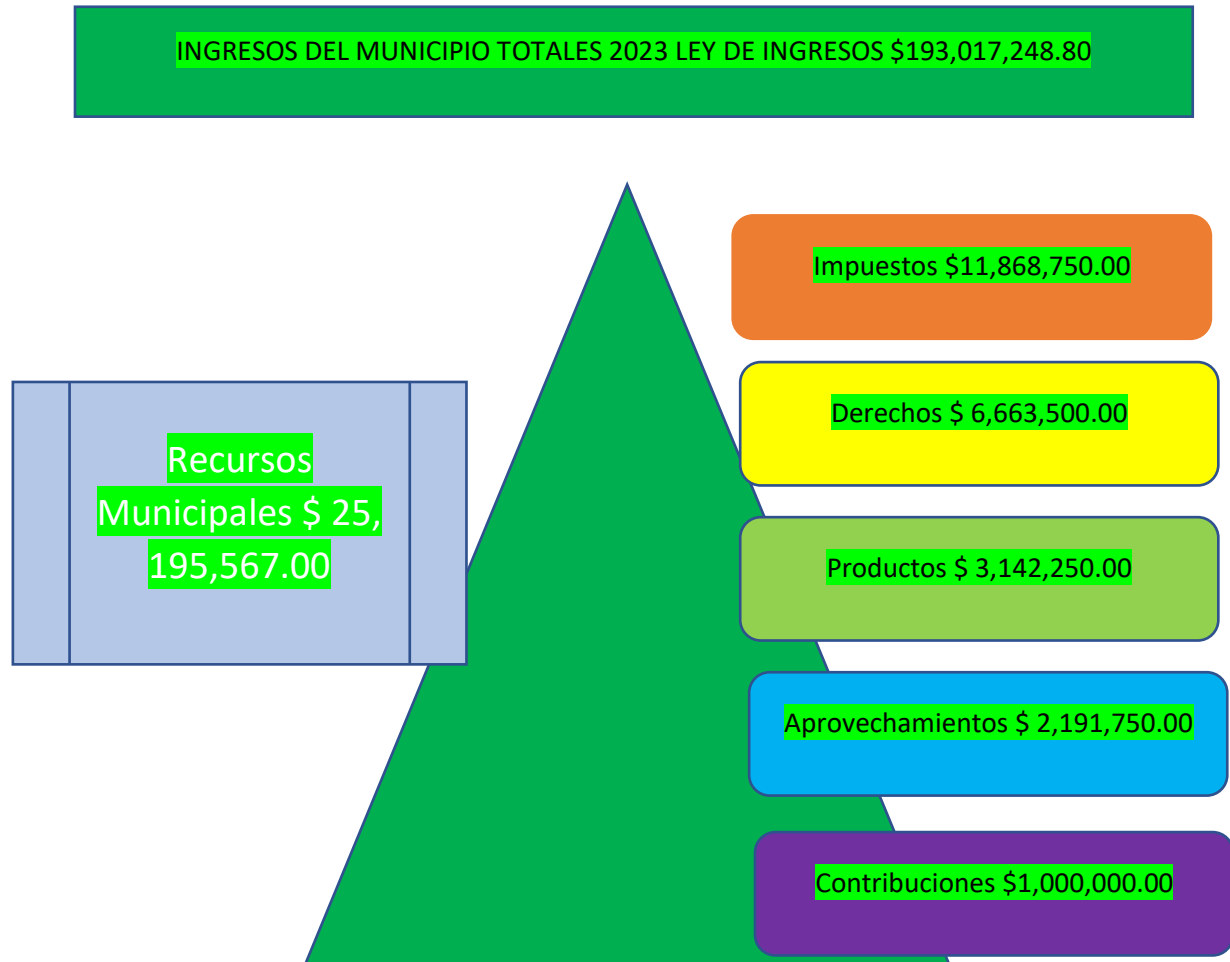 INGRESOS DEL MUNICIPIO TOTALES 2023 LEY DE INGRESOS $193,017,248.80
Impuestos $11,868,750.00
Derechos $ 6,663,500.00
Recursos
Municipales $ 25,
195,567.00
Productos $ 3,142,250.00
Aprovechamientos $ 2,191,750.00
Contribuciones $1,000,000.00